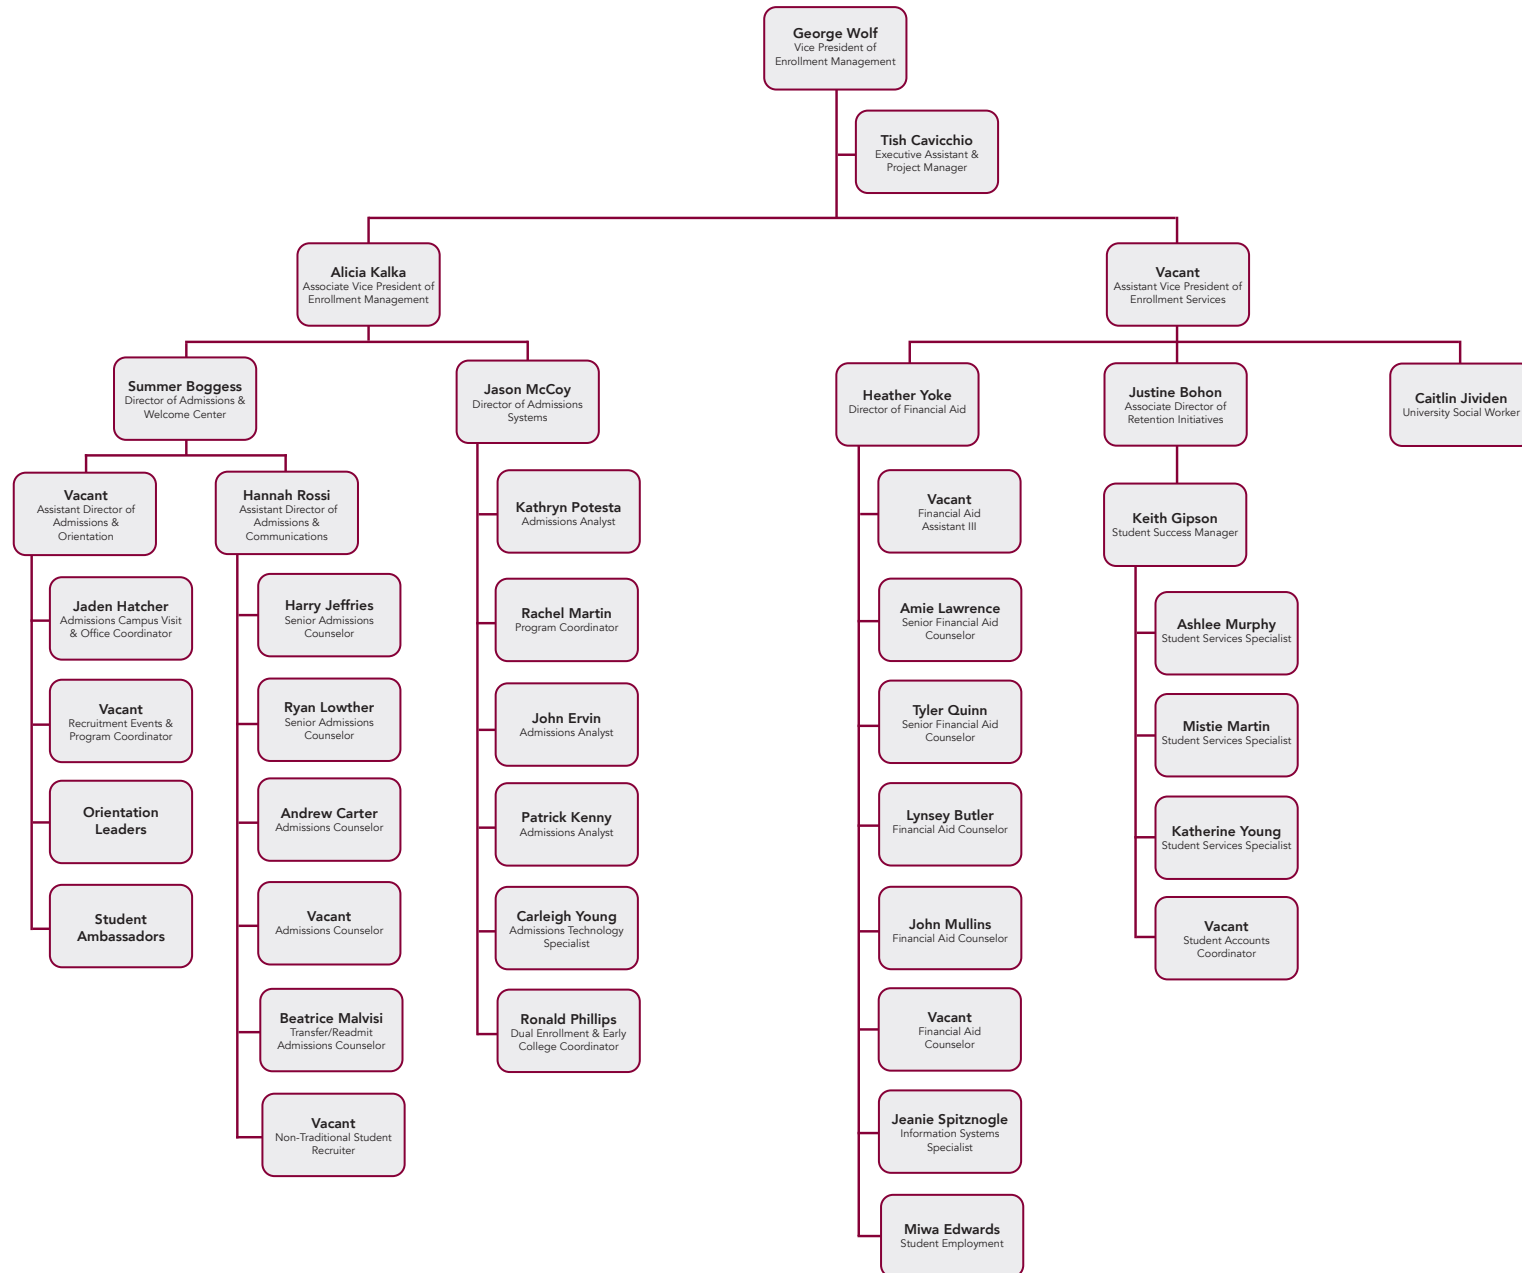 George Wolf
Vice President of
Enrollment Management
Tish Cavicchio
Executive Assistant &
Project Manager
Alicia Kalka
Associate Vice President of
Enrollment Management
Vacant
Assistant Vice President of
Enrollment Services
Summer Boggess
Director of Admissions &
Welcome Center
Jason McCoy
Director of Admissions
Systems
Heather Yoke
Director of Financial Aid
Justine Bohon
Associate Director of
Retention Initiatives
Caitlin Jividen
University Social Worker
Vacant
Assistant Director of
Admissions &
Orientation
Jaden Hatcher
Admissions Campus Visit
& Office Coordinator
Vacant
Recruitment Events &
Program Coordinator
Orientation
Leaders
Student
Ambassadors
Hannah Rossi
Assistant Director of
Admissions &
Communications
Harry Jeffries
Senior Admissions
Counselor
Ryan Lowther
Senior Admissions
Counselor
Andrew Carter
Admissions Counselor
Vacant
Admissions Counselor
Beatrice Malvisi
Transfer/Readmit
Admissions Counselor
Vacant
Non-Traditional Student
Recruiter
Kathryn Potesta
Admissions Analyst
Rachel Martin
Program Coordinator
John Ervin
Admissions Analyst
Patrick Kenny
Admissions Analyst
Carleigh Young
Admissions Technology
Specialist
Ronald Phillips
Dual Enrollment & Early
College Coordinator
Vacant
Financial Aid
Assistant III
Amie Lawrence
Senior Financial Aid
Counselor
Tyler Quinn
Senior Financial Aid
Counselor
Lynsey Butler
Financial Aid Counselor
John Mullins
Financial Aid Counselor
Vacant
Financial Aid
Counselor
Jeanie Spitznogle
Information Systems
Specialist
Miwa Edwards
Student Employment
Keith Gipson
Student Success Manager
Ashlee Murphy
Student Services Specialist
Mistie Martin
Student Services Specialist
Katherine Young
Student Services Specialist
Vacant
Student Accounts
Coordinator